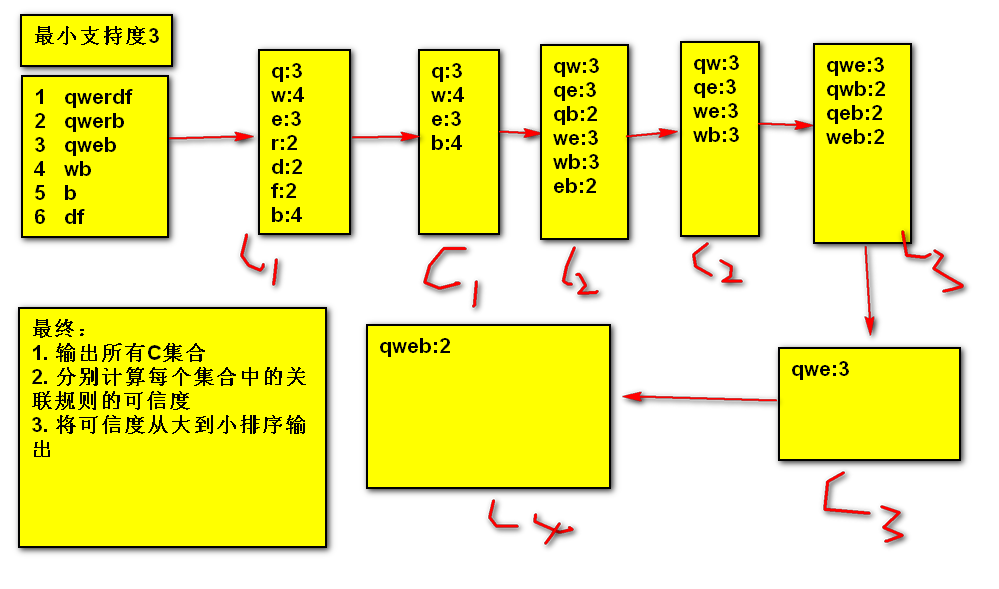 最小支持度3
1 qwerdf
2 qwerb
3 qweb
4 wb
5 b
6 df
q:3
w:4
e:3
r:2
d:2
f:2
b:4
L1
q:3
w:4
e:3
b:4
C1
qw:3
qe:3
qb:2
we:3
wb:3
eb:2
L2
qw:3
qe:3
we:3
wb:3
C2
qwe:3
qwb:2
qeb:2
web:2
L3
qwe:3
C3
qweb:2
L4
最终：
1. 输出所有C集合
2. 分别计算每个集合中的关
联规则的可信度
3. 将可信度从大到小排序输
出